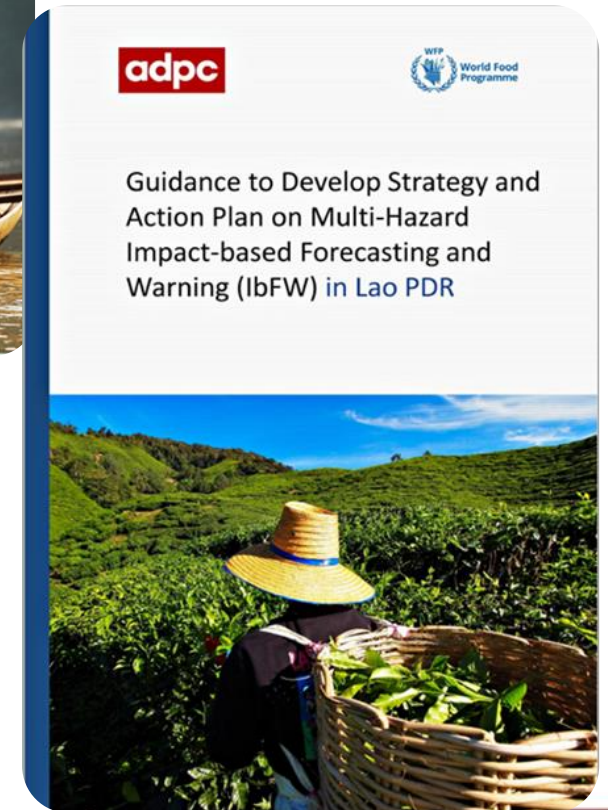 adpc
WFP
World Food
Programme
Guidance to Develop Strategy and
Action Plan on Multi-Hazard
Impact-based Forecasting and
Warning (IbFW) in Lao PDR